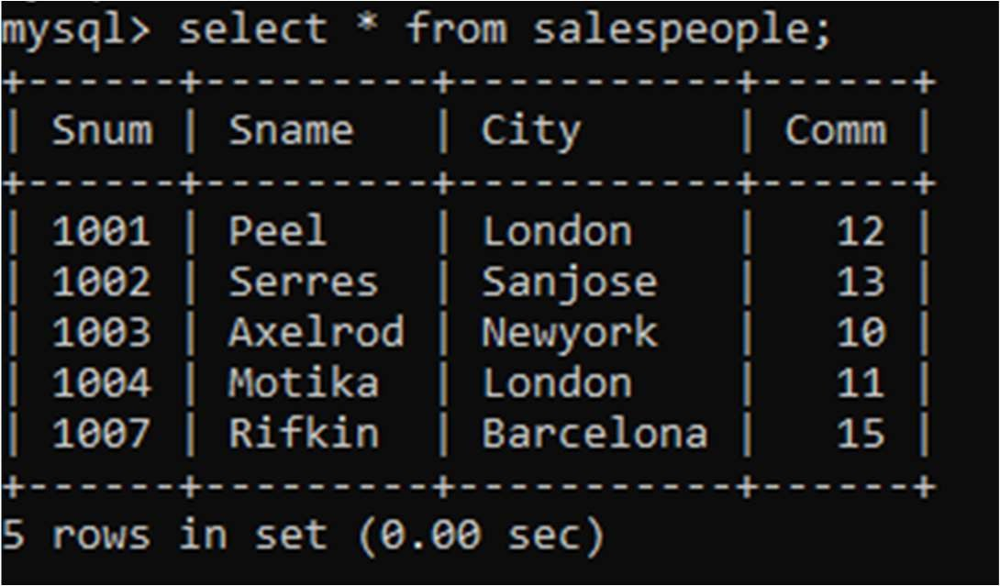 mysql> select * from salespeople;
+------+---------+-----------+------+
| Snum | Sname   | City      | Comm |
+------+---------+-----------+------+
| 1001 | Peel    | London    |   12 |
| 1002 | Serres  | Sanjose   |   13 |
| 1003 | Axelrod | Newyork   |   10 |
| 1004 | Motika  | London    |   11 |
| 1007 | Rifkin  | Barcelona |   15 |
+------+---------+-----------+------+
5 rows in set (0.00 sec)